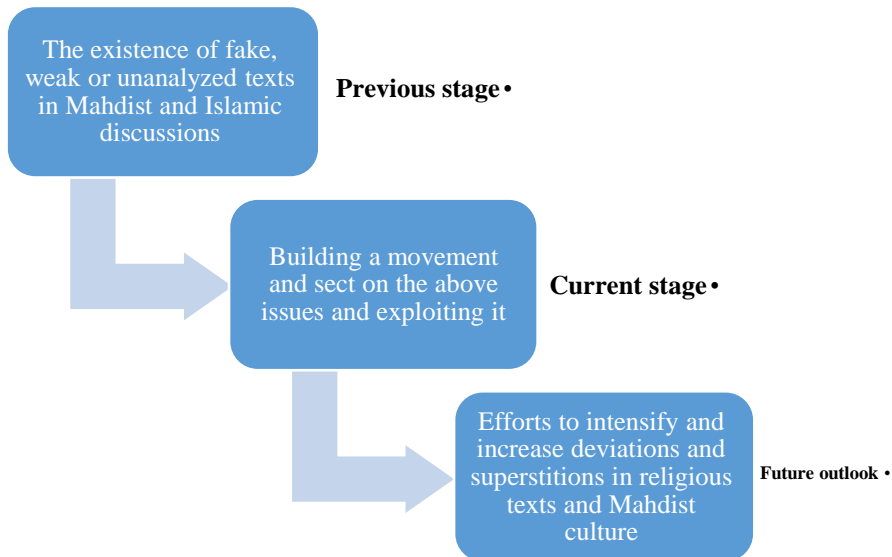 The existence of fake,
weak or unanalyzed texts
in Mahdist and Islamic
discussions
Previous stage •
Building a movement
and sect on the above
issues and exploiting it
Current stage •
Efforts to intensify and
increase deviations and
superstitions in religious
texts and Mahdist
culture
Future outlook •